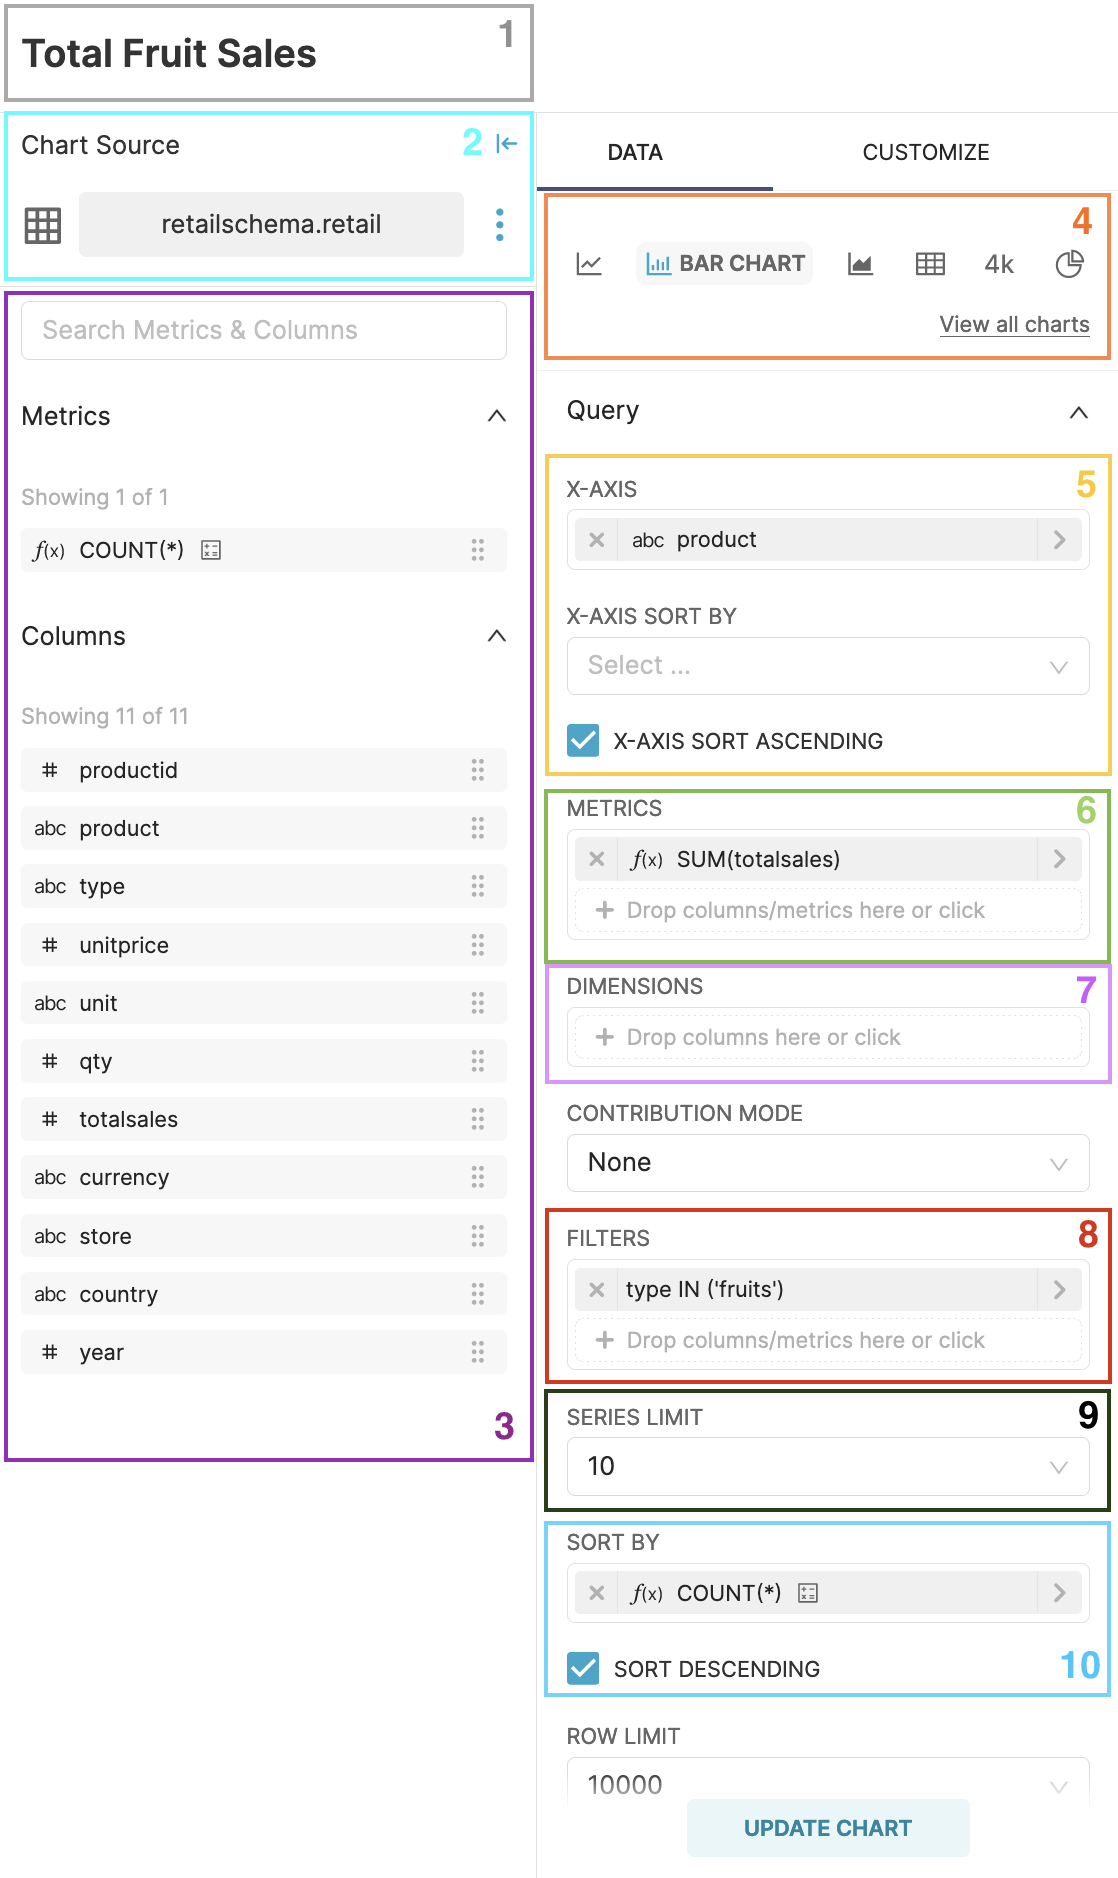 Total Fruit Sales
1
Chart Source
2
retailschema.retail
Search Metrics & Columns
Metrics
Showing 1 of 1
f(x) COUNT(*)
Columns
Showing 11 of 11
# productid
abc product
abc type
# unitprice
abc unit
# qty
# totalsales
abc currency
abc store
abc country
# year
3
DATA CUSTOMIZE
4
BAR CHART
4k
View all charts
Query
5
X-AXIS
abc product
X-AXIS SORT BY
Select ...
X-AXIS SORT ASCENDING
METRICS
6
f(x) SUM(totalsales)
+ Drop columns/metrics here or click
DIMENSIONS
7
+ Drop columns here or click
CONTRIBUTION MODE
None
FILTERS
8
type IN ('fruits')
+ Drop columns/metrics here or click
SERIES LIMIT
9
10
SORT BY
f(x) COUNT(*)
SORT DESCENDING
10
ROW LIMIT
10000
UPDATE CHART